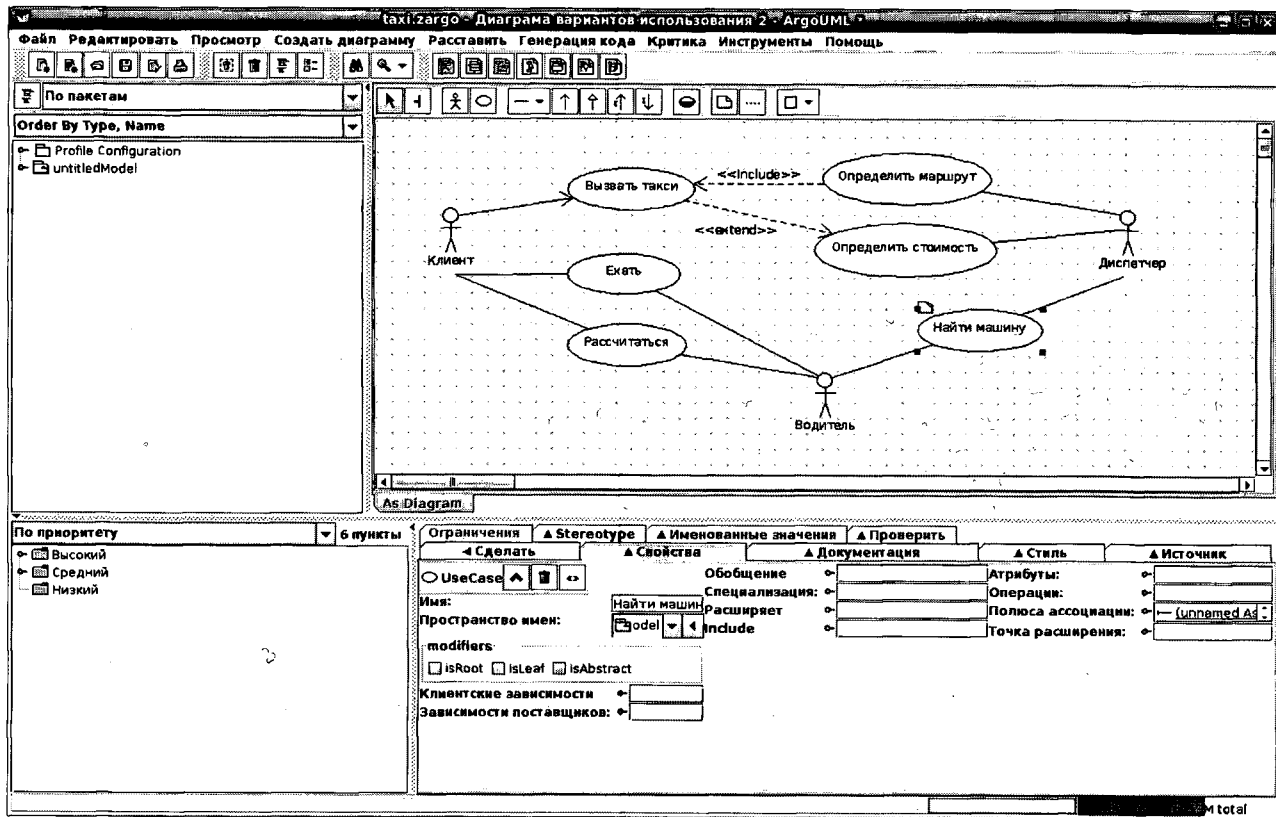 taxi.zargo - Диаграма вариантов использования 2 - ArgoUML *
Файл Редактировать Просмотр Создать диаграмму Расставить Генерация кода Критика Инструменты Помощь
По пакетам
Order By Type, Name
Profile Configuration
untitledModel
Вызвать такси
<<include>>
Определить маршрут
<<extend>>
Клиент
Определить стоимость
Диспетчер
Ехать
Найти машину
Рассчитаться
Водитель
As Diagram
По приоритету
6 пункты
Высокий
Средний
Низкий
Ограничения
Stereotype
Именованные значения
Проверить
Сделать
Свойства
Документация
Стиль
Источник
UseCase
Имя:
Найти машин
Пространство имен:
odel
modifiers
isRoot isLeaf isAbstract
Клиентские зависимости
Зависимости поставщиков:
Обобщение
Специализация:
Расширяет
Include
Атрибуты:
Операции:
Полюса ассоциации:
(unnamed As
Точка расширения:
M total